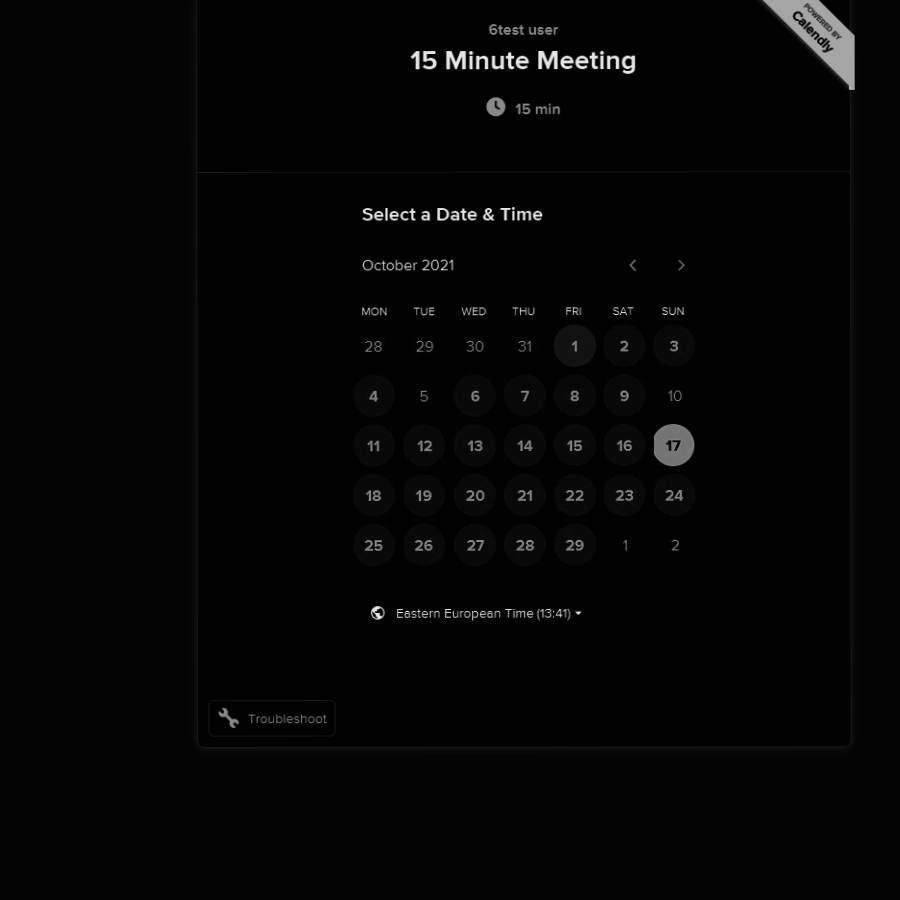 POWERED BY
Calendly
6test user
15 Minute Meeting
15 min
Select a Date & Time
October 2021
MON TUE WED THU FRI SAT SUN
28 29 30 31 1 2 3
4 5 6 7 8 9 10
11 12 13 14 15 16 17
18 19 20 21 22 23 24
25 26 27 28 29 1 2
Eastern European Time (13:41)
Troubleshoot